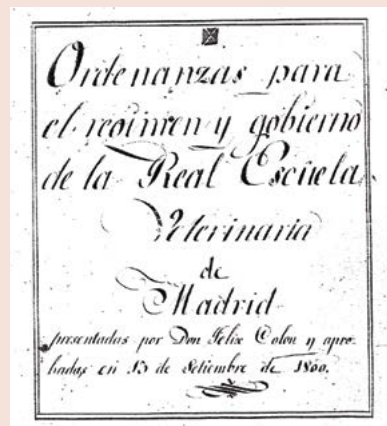 Ordenanzas para
el regimen y gobierno
de la Real Escuela
Veterinaria
de
Madrid
presentadas por Don Felix Colon y apro-
badas en 13 de Setiembre de 1800.